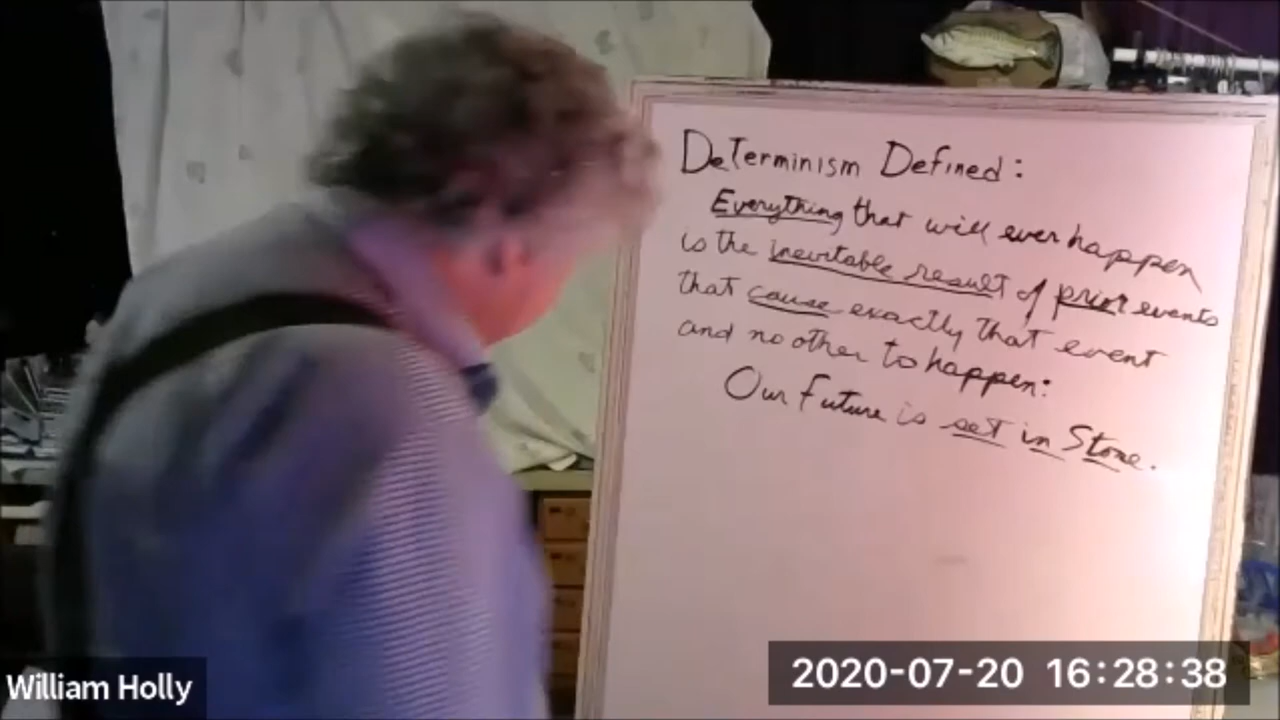 Determinism Defined:
Everything that will ever happen
is the inevitable result of prior events
that cause exactly that event
and no other to happen:
Our Future is set in Stone.
William Holly
2020-07-20 16:28:38